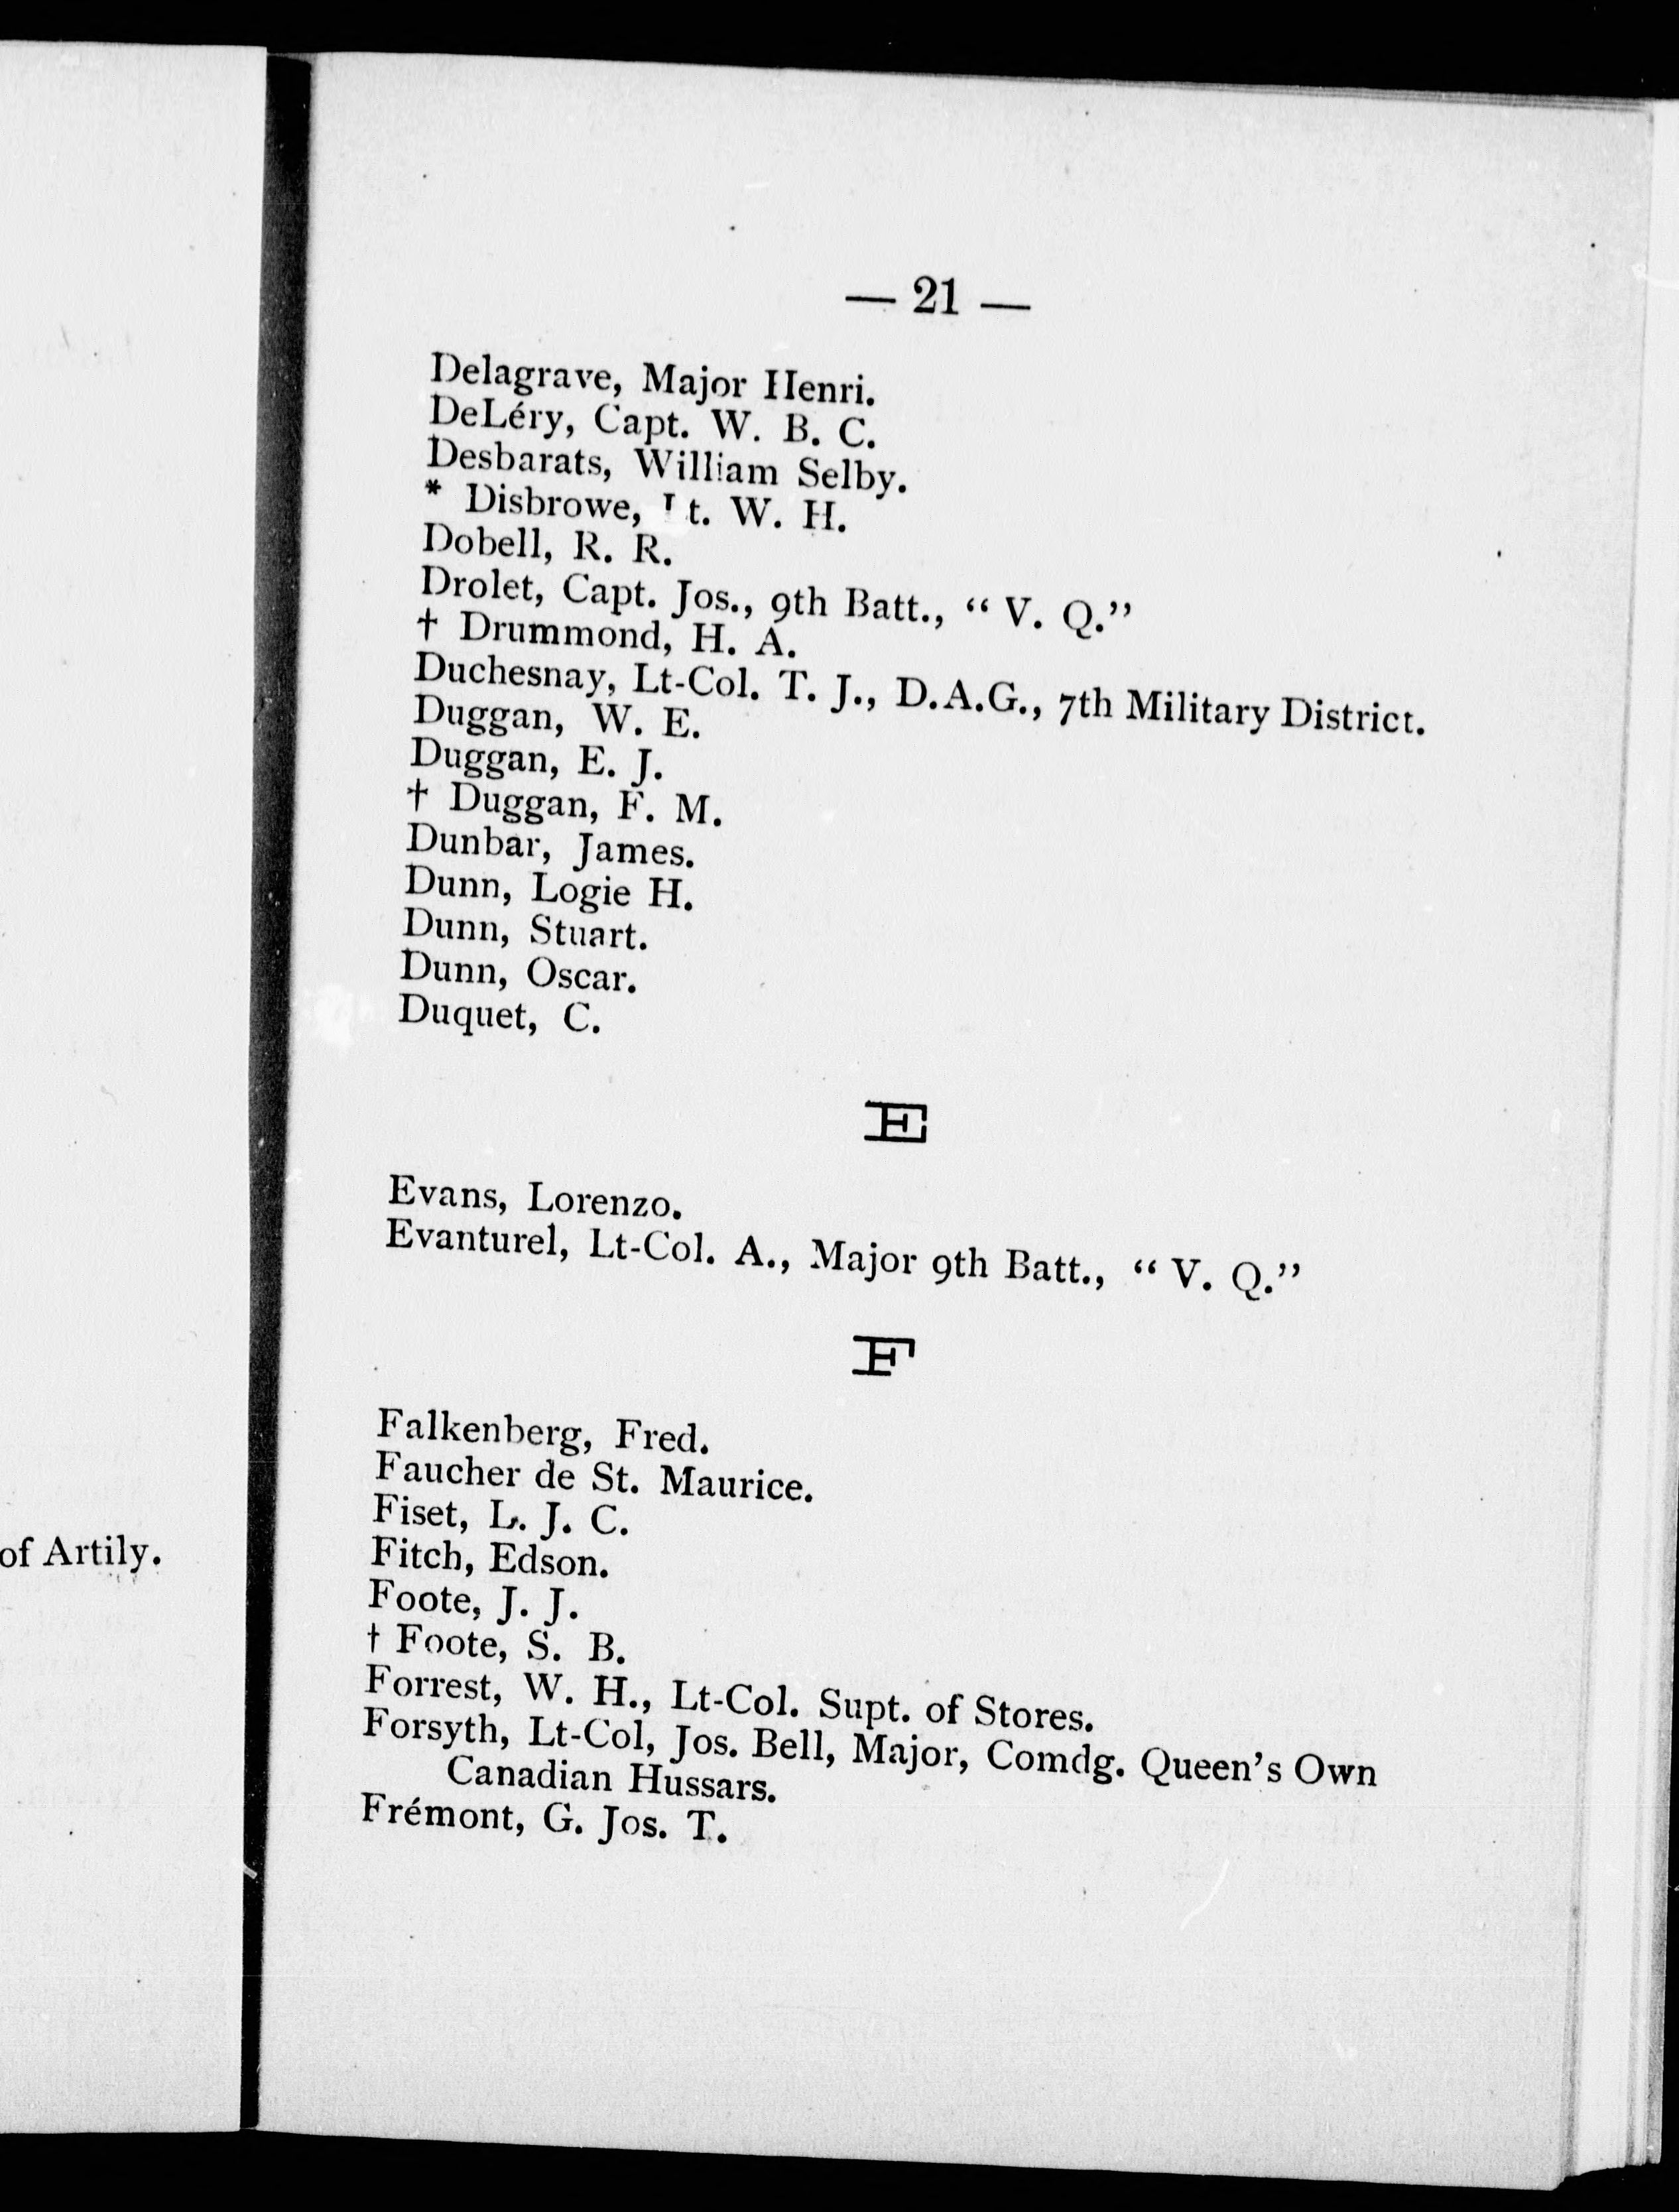 — 21 —
Delagrave, Major Henri.
DeLéry, Capt. W. B. C.
Desbarats, William Selby.
* Disbrowe, Lt. W. H.
Dobell, R. R.
Drolet, Capt. Jos., 9th Batt., “ V. Q.”
† Drummond, H. A.
Duchesnay, Lt-Col. T. J., D.A.G., 7th Military District.
Duggan, W. E.
Duggan, E. J.
† Duggan, F. M.
Dunbar, James.
Dunn, Logie H.
Dunn, Stuart.
Dunn, Oscar.
Duquet, C.
E
Evans, Lorenzo.
Evanturel, Lt-Col. A., Major 9th Batt., “ V. Q.”
F
Falkenberg, Fred.
Faucher de St. Maurice.
Fiset, L. J. C.
Fitch, Edson.
Foote, J. J.
† Foote, S. B.
Forrest, W. H., Lt-Col. Supt. of Stores.
Forsyth, Lt-Col, Jos. Bell, Major, Comdg. Queen’s Own
Canadian Hussars.
Frémont, G. Jos. T.
of Artily.